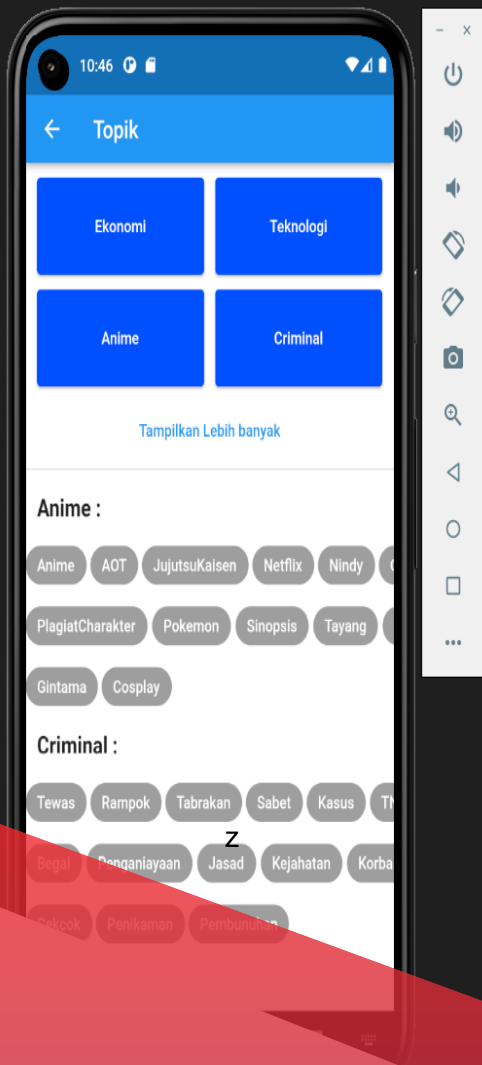 10:46
Topik
Ekonomi Teknologi
Anime Criminal
Tampilkan Lebih banyak
Anime :
Anime AOT JujutsuKaisen Netflix Nindy
PlagiatCharakter Pokemon Sinopsis Tayang
Gintama Cosplay
Criminal :
Tewas Rampok Tabrakan Sabet Kasus
z
Begal Penganiayaan Jasad Kejahatan Korba
Cekcok Penikaman Pembunuhan